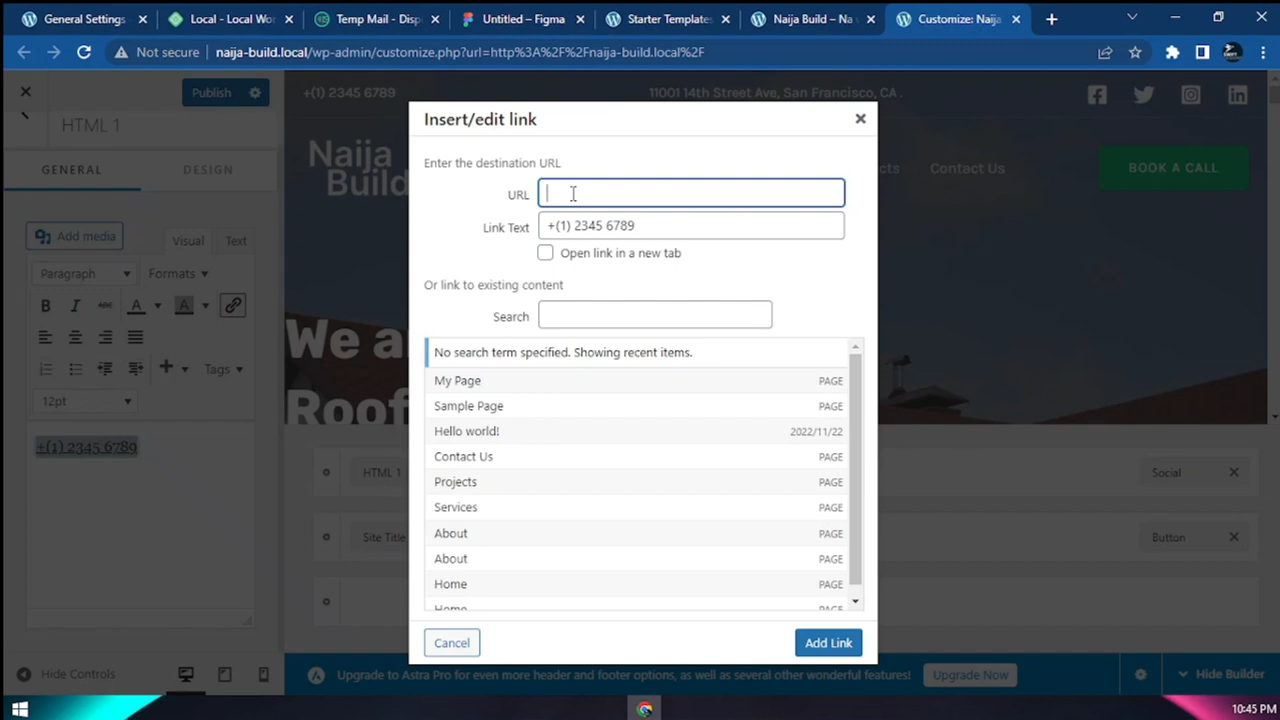 General Settings
Local - Local Wo
Temp Mail - Disp
Untitled – Figma
Starter Templates
Naija Build – Na
Customize: Naija
Not secure
naija-build.local/wp-admin/customize.php?url=http%3A%2F%2Fnaija-build.local%2F
Publish
HTML 1
GENERAL
DESIGN
Add media
Visual
Text
Paragraph
Formats
B
I
ABC
A
A
Tags
12pt
+(1) 2345 6789
Hide Controls
+(1) 2345 6789
11001 14th Street Ave, San Francisco, CA .
Naija
Build
Contact Us
BOOK A CALL
We a
Roof
HTML 1
Social
Site Title
Button
Insert/edit link
Enter the destination URL
URL
Link Text
+(1) 2345 6789
Open link in a new tab
Or link to existing content
Search
No search term specified. Showing recent items.
My Page PAGE
Sample Page PAGE
Hello world! 2022/11/22
Contact Us PAGE
Projects PAGE
Services PAGE
About PAGE
About PAGE
Home PAGE
Home PAGE
Cancel
Add Link
Upgrade to Astra Pro for even more header and footer options, as well as several other wonderful features!
Upgrade Now
Hide Builder
10:45 PM